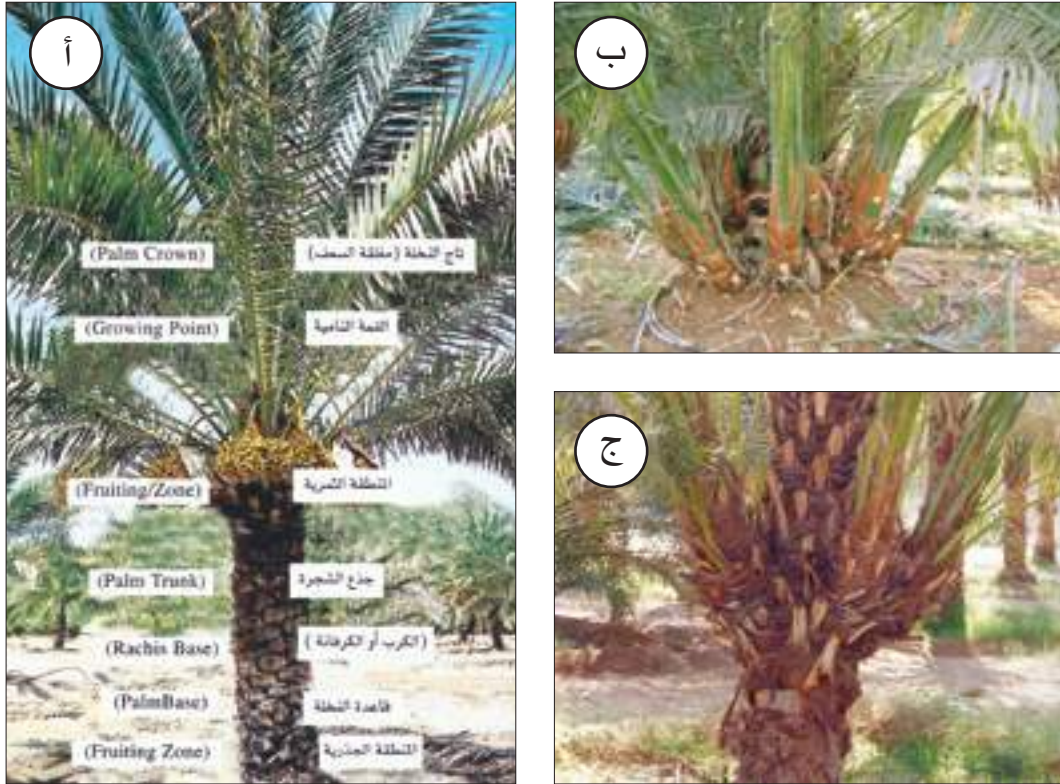 أ
ب
ج
(Palm Crown) تاج النخلة (منطقة السعف)
(Growing Point) القمة النامية
(Fruiting/Zone) المنطقة الثمرية
(Palm Trunk) جذع الشجرة
(Rachis Base) (الكرب أو الكرفانة)
(PalmBase) قاعدة النخلة
(Fruiting Zone) المنطقة الجذرية